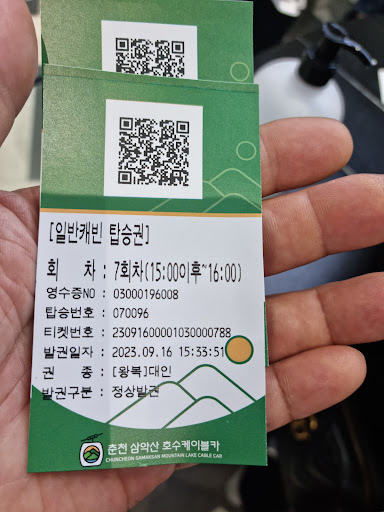 [일반캐빈 탑승권]
회 차 : 7회차(15:00이후~16:00)
영수증NO : 03000196008
탑승번호 : 070096
티켓번호 : 23091600001030000788
발권일자 : 2023.09.16 15:33:51
권 종 : [왕복]대인
발권구분 : 정상발권
춘천 삼악산 호수케이블카
CHUNCHEON SAMAKSAN MOUNTAIN LAKE CABLE CAR